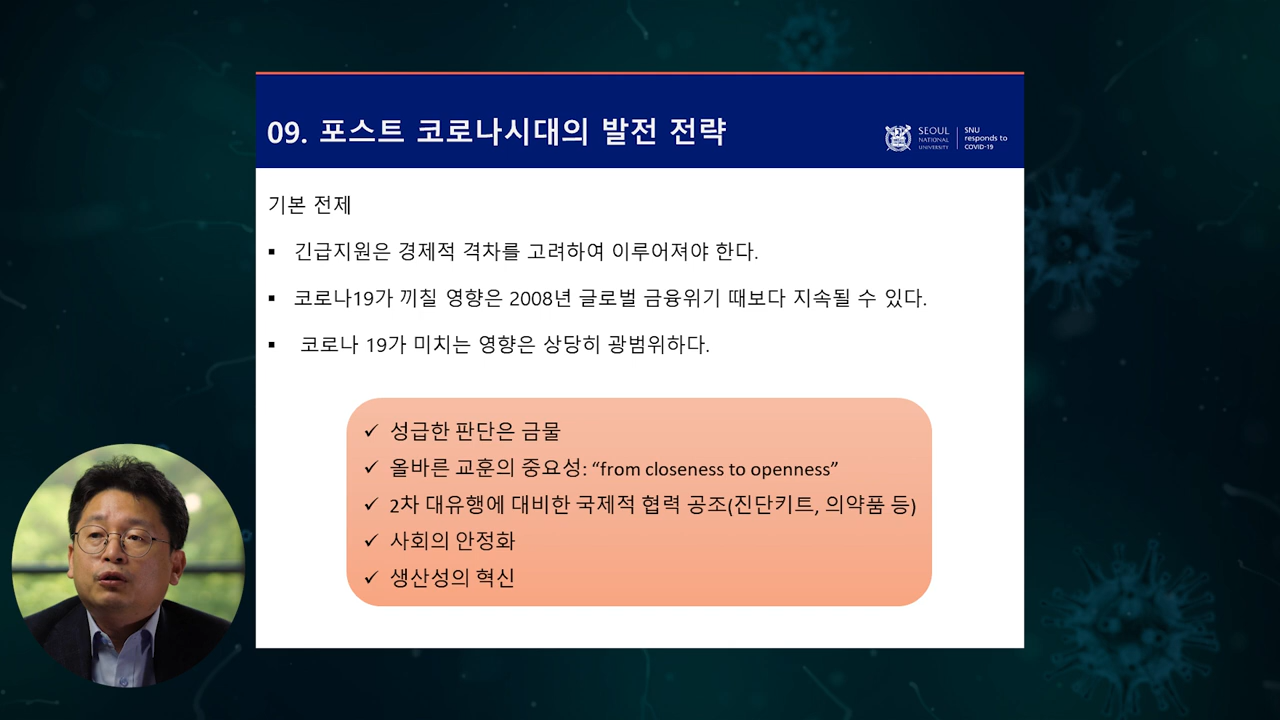 09. 포스트 코로나시대의 발전 전략
SEOUL
NATIONAL
UNIVERSITY
SNU
responds to
COVID-19
기본 전제
▪ 긴급지원은 경제적 격차를 고려하여 이루어져야 한다.
▪ 코로나19가 끼칠 영향은 2008년 글로벌 금융위기 때보다 지속될 수 있다.
▪ 코로나 19가 미치는 영향은 상당히 광범위하다.
✓ 성급한 판단은 금물
✓ 올바른 교훈의 중요성: “from closeness to openness”
✓ 2차 대유행에 대비한 국제적 협력 공조(진단키트, 의약품 등)
✓ 사회의 안정화
✓ 생산성의 혁신